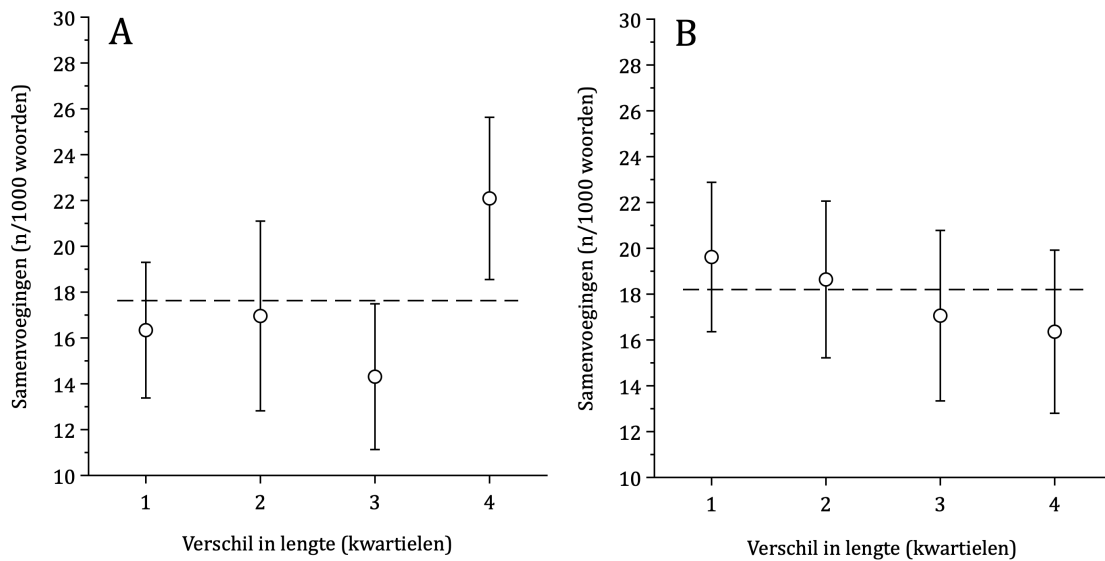 A
Samenvoegingen (n/1000 woorden)
30
28
26
24
22
20
18
16
14
12
10
1 2 3 4
Verschil in lengte (kwartielen)
B
Samenvoegingen (n/1000 woorden)
30
28
26
24
22
20
18
16
14
12
10
1 2 3 4
Verschil in lengte (kwartielen)